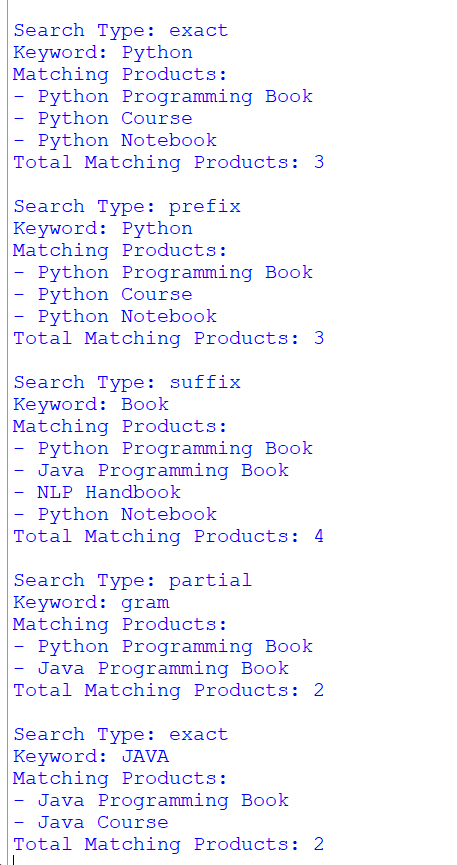 Search Type: exact
Keyword: Python
Matching Products:
- Python Programming Book
- Python Course
- Python Notebook
Total Matching Products: 3
Search Type: prefix
Keyword: Python
Matching Products:
- Python Programming Book
- Python Course
- Python Notebook
Total Matching Products: 3
Search Type: suffix
Keyword: Book
Matching Products:
- Python Programming Book
- Java Programming Book
- NLP Handbook
- Python Notebook
Total Matching Products: 4
Search Type: partial
Keyword: gram
Matching Products:
- Python Programming Book
- Java Programming Book
Total Matching Products: 2
Search Type: exact
Keyword: JAVA
Matching Products:
- Java Programming Book
- Java Course
Total Matching Products: 2